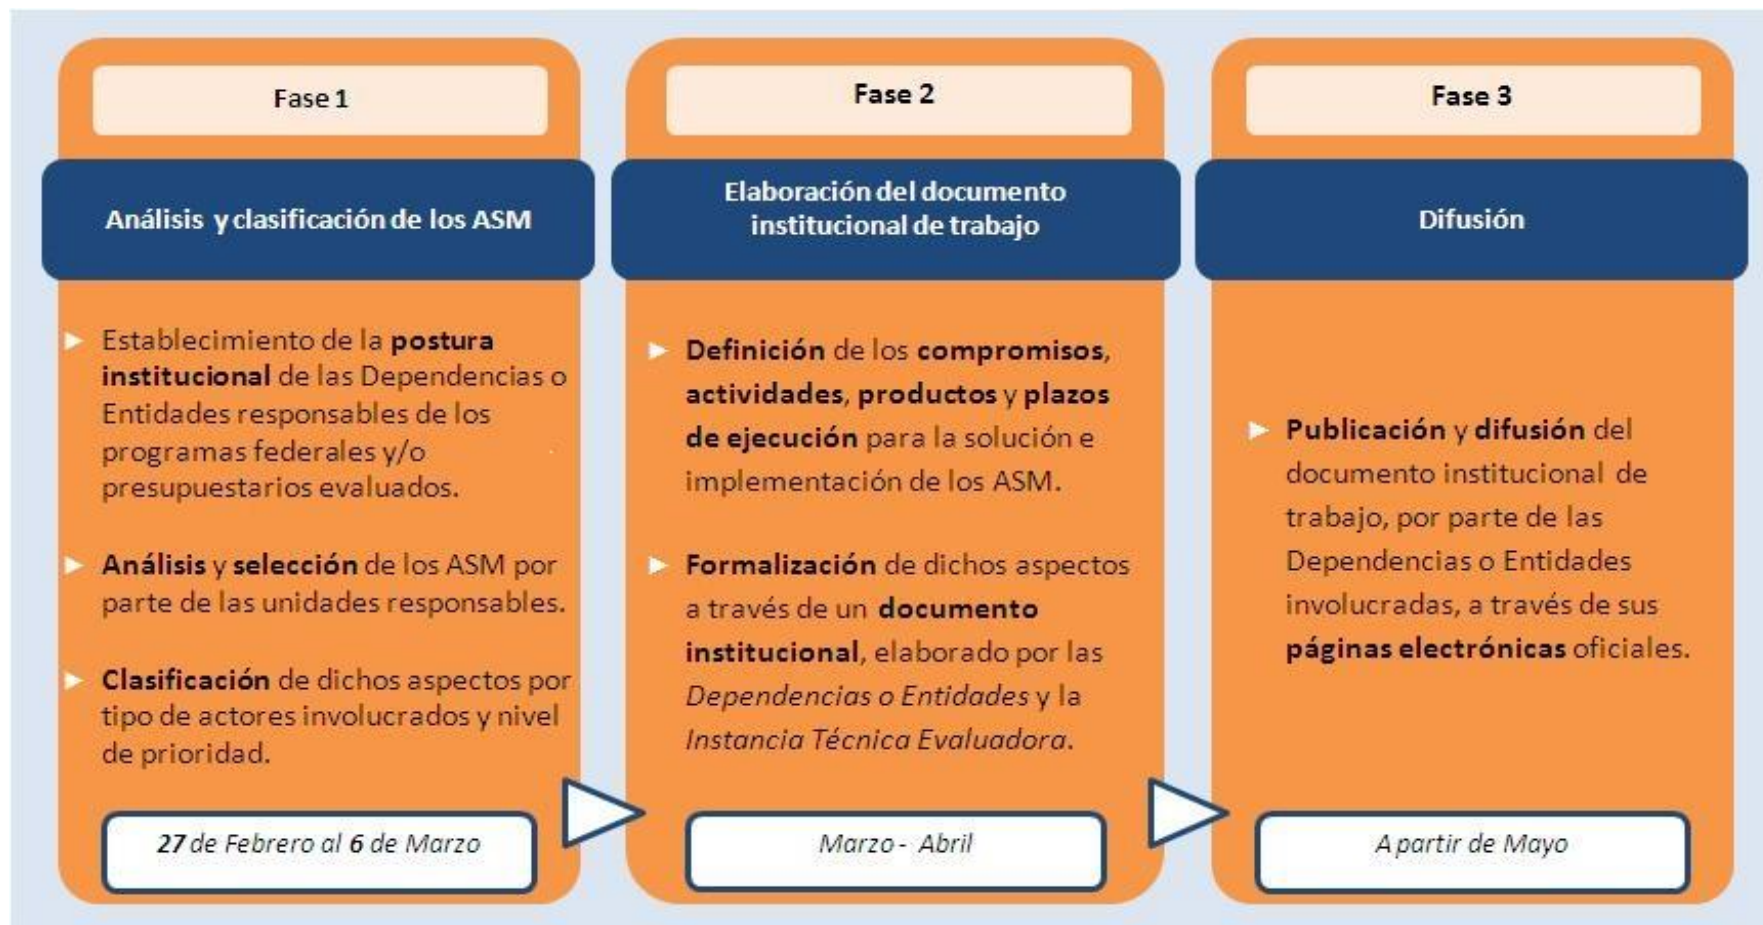 Fase 1
Análisis y clasificación de los ASM
Establecimiento de la postura
institucional de las Dependencias o
Entidades responsables de los
programas federales y/o
presupuestarios evaluados.
Análisis y selección de los ASM por
parte de las unidades responsables.
Clasificación de dichos aspectos por
tipo de actores involucrados y nivel
de prioridad.
27 de Febrero al 6 de Marzo
Fase 2
Elaboración del documento
institucional de trabajo
Definición de los compromisos,
actividades, productos y plazos
de ejecución para la solución e
implementación de los ASM.
Formalización de dichos aspectos
a través de un documento
institucional, elaborado por las
Dependencias o Entidades y la
Instancia Técnica Evaluadora.
Marzo - Abril
Fase 3
Difusión
Publicación y difusión del
documento institucional de
trabajo, por parte de las
Dependencias o Entidades
involucradas, a través de sus
páginas electrónicas oficiales.
A partir de Mayo